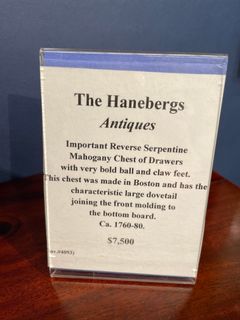 The Hanebergs
Antiques
Important Reverse Serpentine
Mahogany Chest of Drawers
with very bold ball and claw feet.
This chest was made in Boston and has the
characteristic large dovetail
joining the front molding to
the bottom board.
Ca. 1760-80.
$7,500